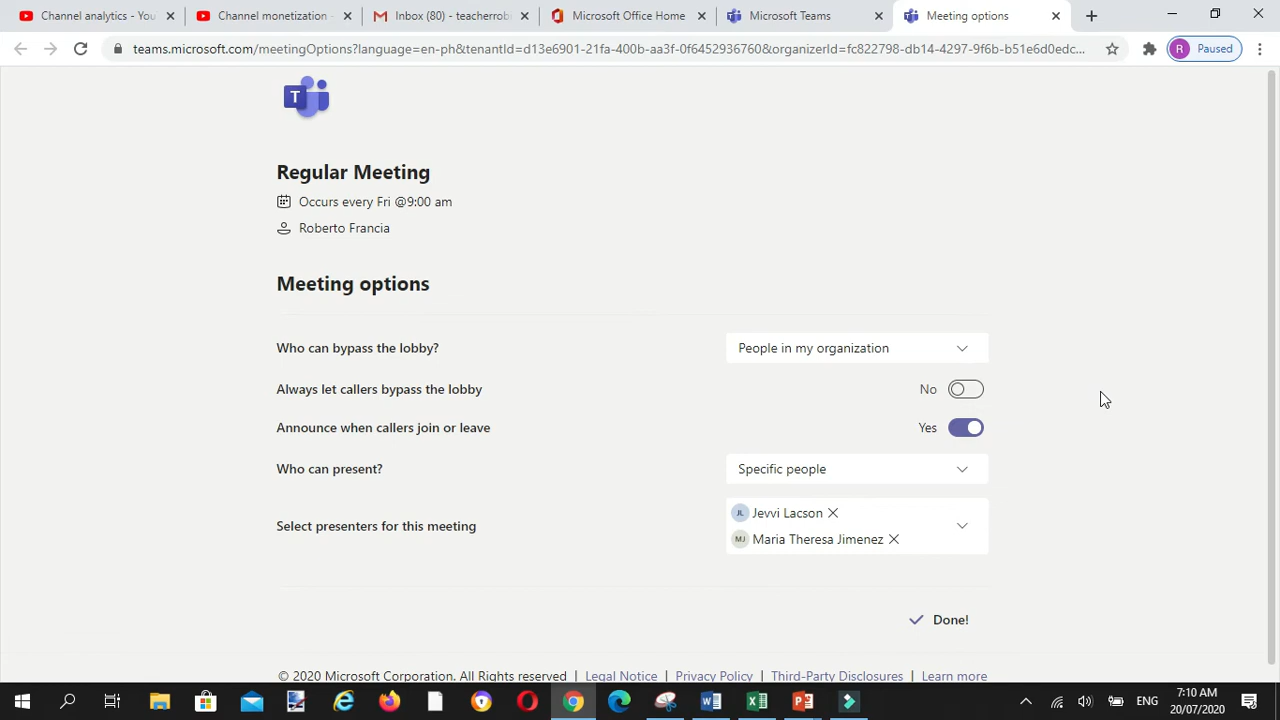 Channel analytics - You
Channel monetization -
Inbox (80) - teacherrob
Microsoft Office Home
Microsoft Teams
Meeting options
teams.microsoft.com/meetingOptions?language=en-ph&tenantId=d13e6901-21fa-400b-aa3f-0f6452936760&organizerId=fc822798-db14-4297-9f6b-b51e6d0edc...
R
Paused
T
Regular Meeting
Occurs every Fri @9:00 am
Roberto Francia
Meeting options
Who can bypass the lobby?
People in my organization
Always let callers bypass the lobby
No
Announce when callers join or leave
Yes
Who can present?
Specific people
Select presenters for this meeting
JL Jevvi Lacson
MJ Maria Theresa Jimenez
Done!
© 2020 Microsoft Corporation. All Rights reserved | Legal Notice | Privacy Policy | Third-Party Disclosures | Learn more
ENG
7:10 AM
20/07/2020